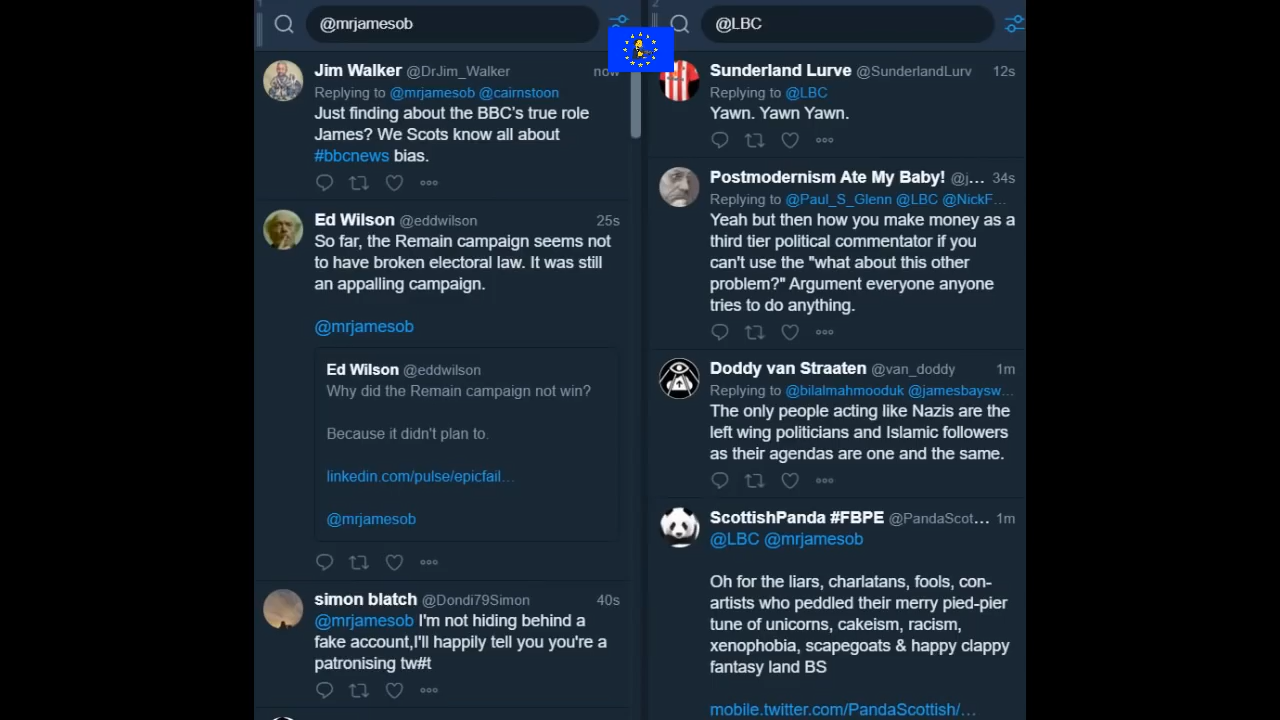 1
@mrjamesob
Jim Walker @DrJim_Walker now
Replying to @mrjamesob @cairnstoon
Just finding about the BBC's true role
James? We Scots know all about
#bbcnews bias.
Ed Wilson @eddwilson 25s
So far, the Remain campaign seems not
to have broken electoral law. It was still
an appalling campaign.
@mrjamesob
Ed Wilson @eddwilson
Why did the Remain campaign not win?
Because it didn't plan to.
linkedin.com/pulse/epicfail…
@mrjamesob
simon blatch @Dondi79Simon 40s
@mrjamesob I'm not hiding behind a
fake account,I'll happily tell you you're a
patronising tw#t
2
@LBC
Sunderland Lurve @SunderlandLurv 12s
Replying to @LBC
Yawn. Yawn Yawn.
Postmodernism Ate My Baby! @j... 34s
Replying to @Paul_S_Glenn @LBC @NickF...
Yeah but then how you make money as a
third tier political commentator if you
can't use the "what about this other
problem?" Argument everyone anyone
tries to do anything.
Doddy van Straaten @van_doddy 1m
Replying to @bilalmahmooduk @jamesbaysw...
The only people acting like Nazis are the
left wing politicians and Islamic followers
as their agendas are one and the same.
ScottishPanda #FBPE @PandaScot... 1m
@LBC @mrjamesob
Oh for the liars, charlatans, fools, con-
artists who peddled their merry pied-pier
tune of unicorns, cakeism, racism,
xenophobia, scapegoats & happy clappy
fantasy land BS
mobile.twitter.com/PandaScottish/…